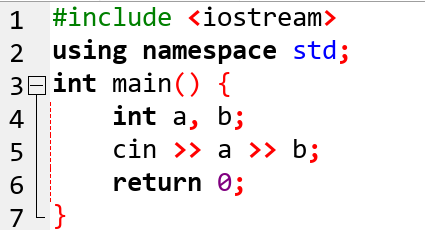 1 #include <iostream>
2 using namespace std;
3 int main() {
4     int a, b;
5     cin >> a >> b;
6     return 0;
7 }